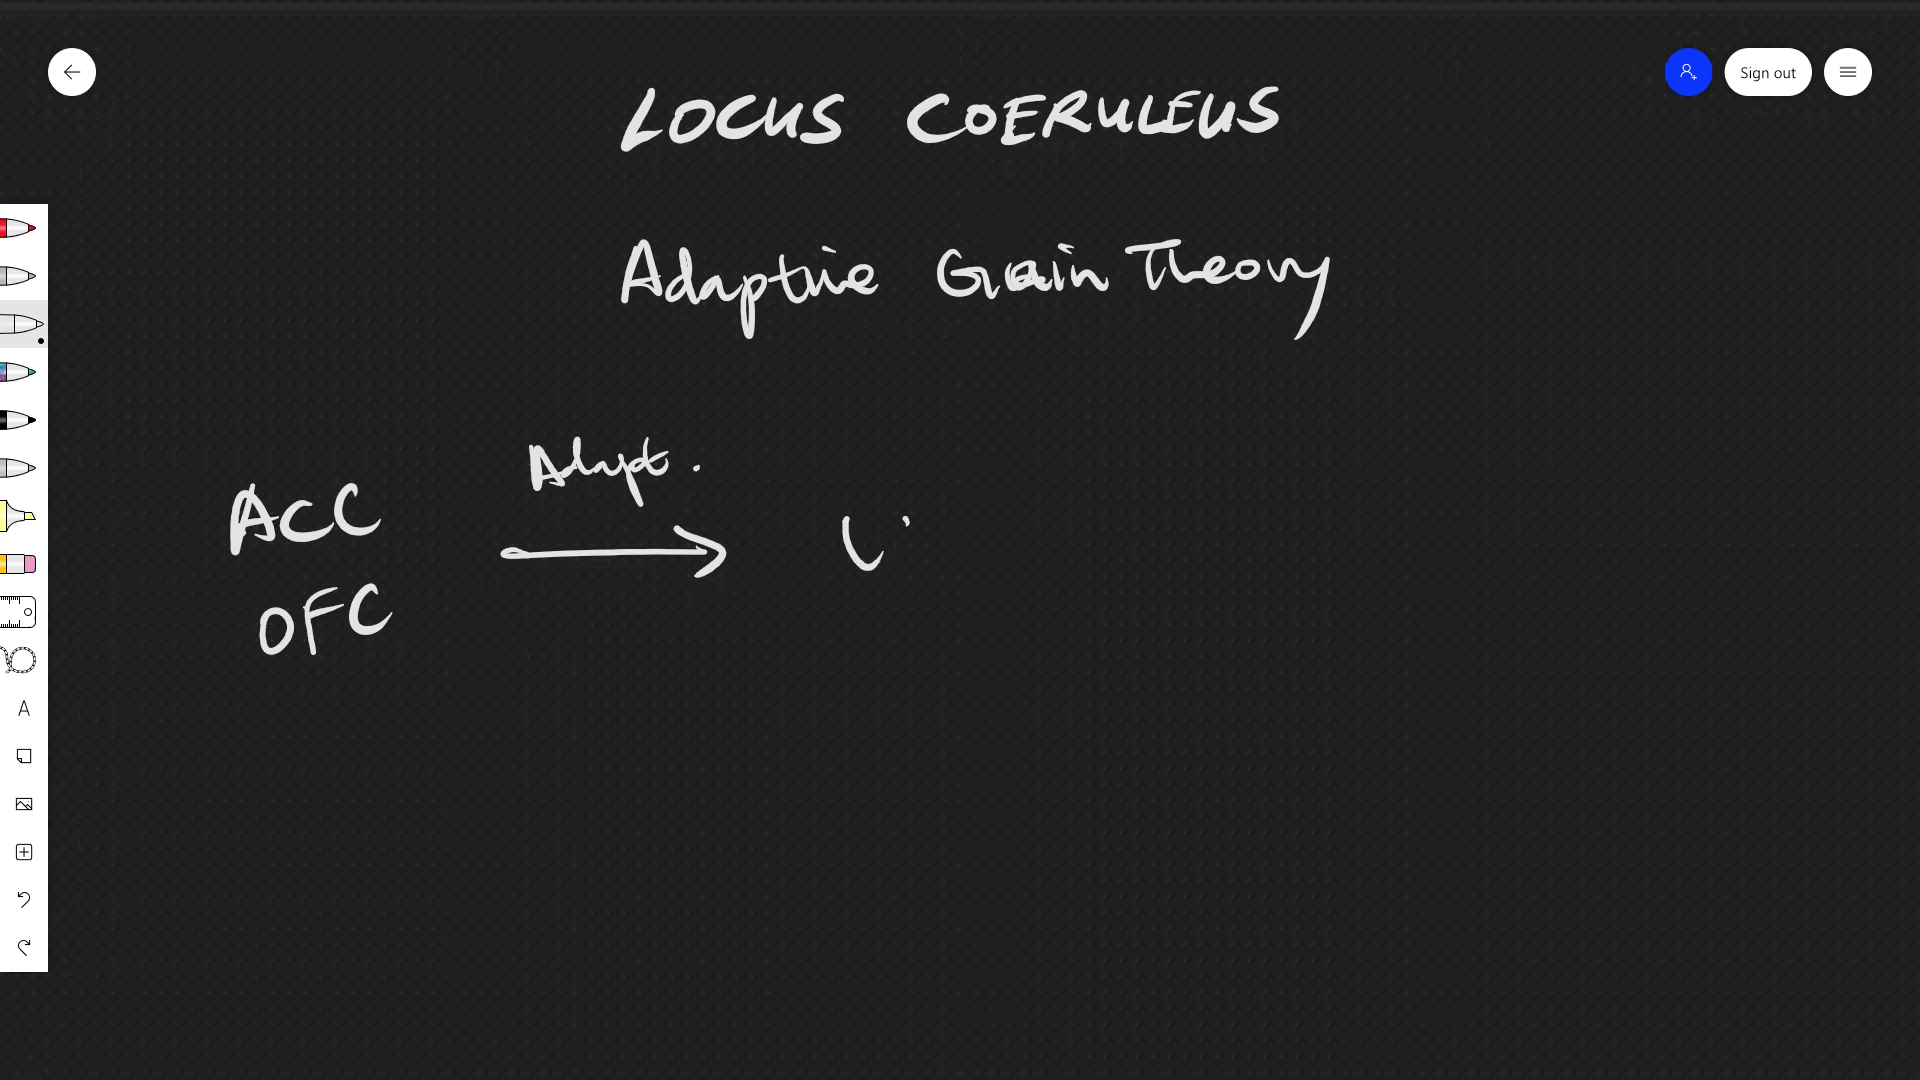 Sign out
LOCUS COERULEUS
Adaptive Gain Theory
Adapt.
ACC
OFC